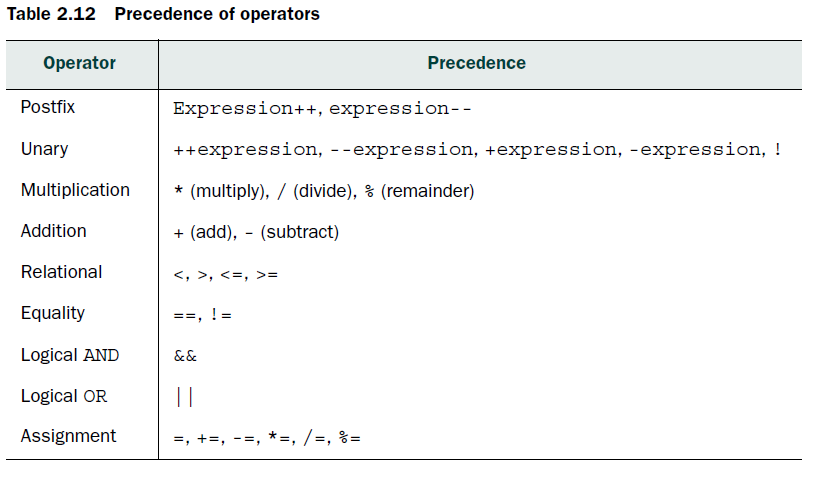 Table 2.12 Precedence of operators
Operator Precedence
Postfix Expression++, expression--
Unary ++expression, --expression, +expression, -expression, !
Multiplication * (multiply), / (divide), % (remainder)
Addition + (add), - (subtract)
Relational <, >, <=, >=
Equality ==, !=
Logical AND &&
Logical OR ||
Assignment =, +=, -=, *=, /=, %=